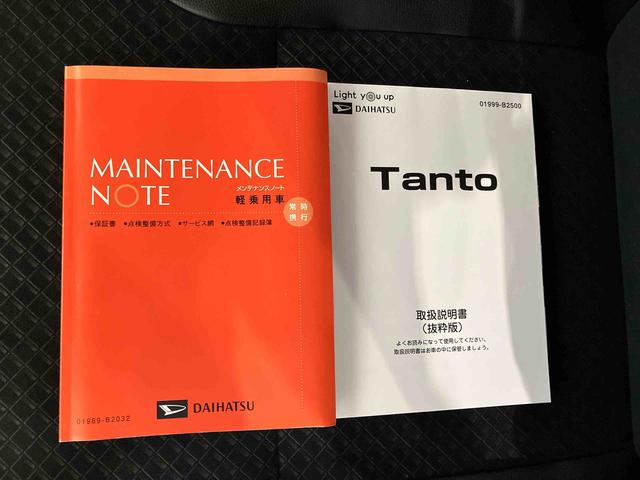 MAINTENANCE
NOTE
メンテナンスノート
軽乗用車
常時
携行
●保証書 ●点検整備方式 ●サービス網 ●点検整備記録簿
01989-B2032
DAIHATSU
Light you up
DAIHATSU
01999-B2500
Tanto
取扱説明書
(抜粋版)
よくお読みになって使用してください。
取扱説明書はお車の中に保管しましょう。